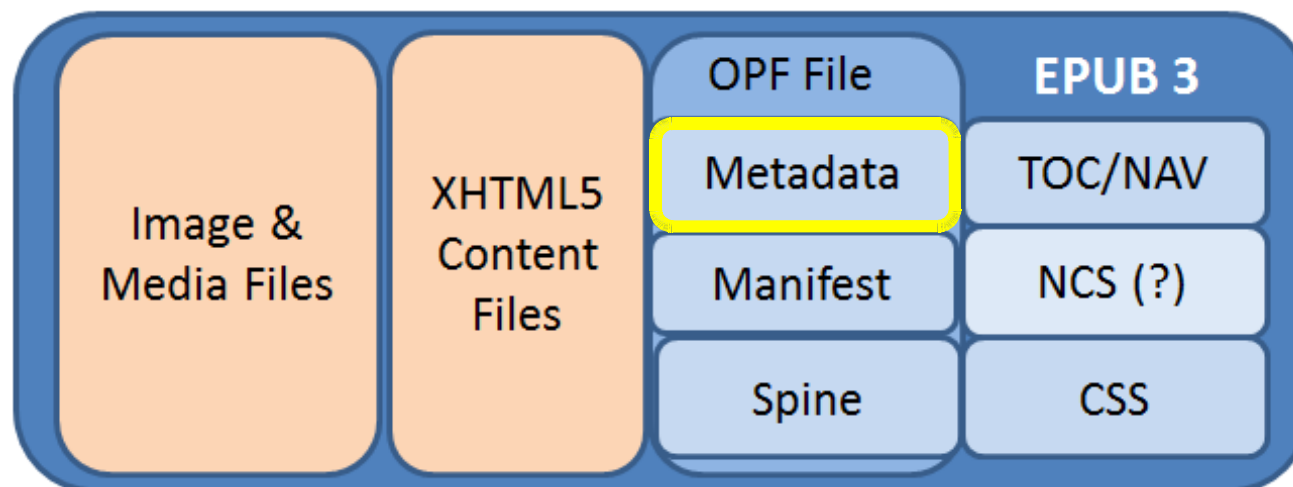 Image &
Media Files
XHTML5
Content
Files
OPF File
Metadata
Manifest
Spine
EPUB 3
TOC/NAV
NCS (?)
CSS